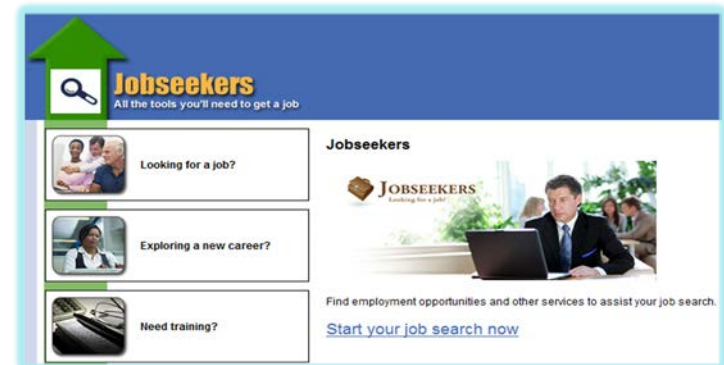 Jobseekers
All the tools you'll need to get a job
Looking for a job?
Exploring a new career?
Need training?
Jobseekers
JOBSEEKERS
Looking for a job?
Find employment opportunities and other services to assist your job search.
Start your job search now